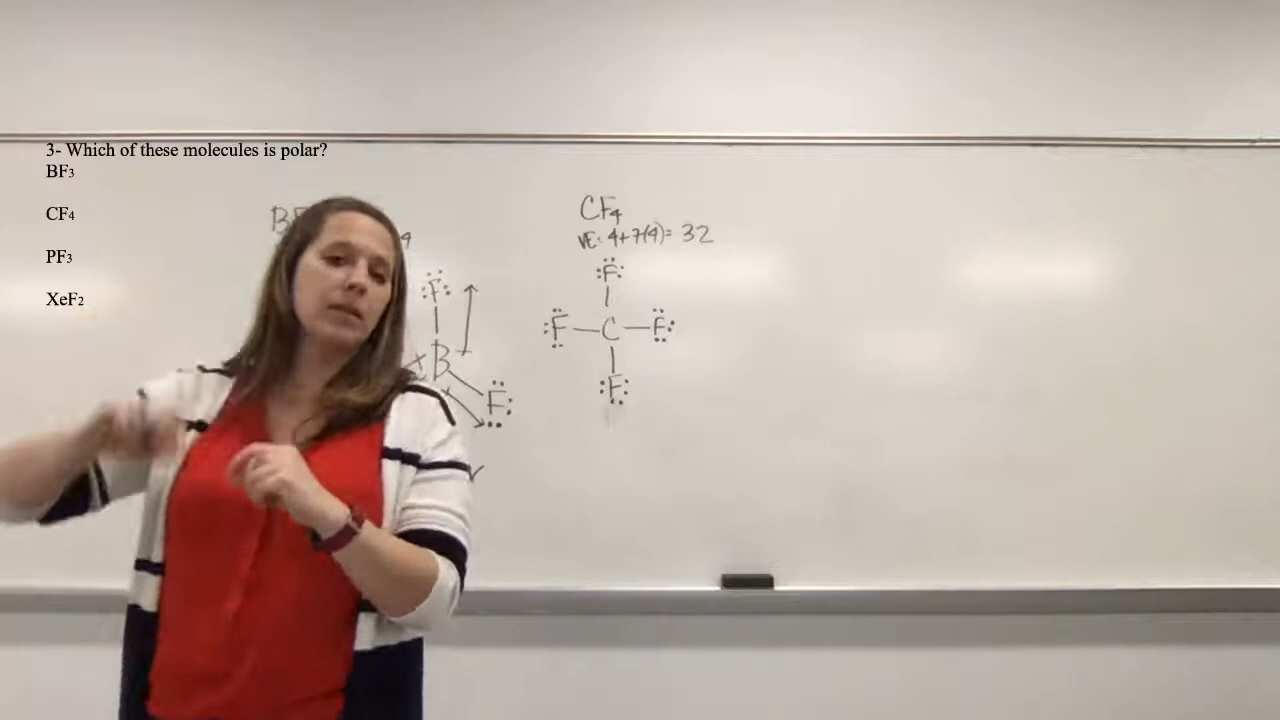 3- Which of these molecules is polar?
BF₃
CF₄
PF₃
XeF₂
CF₄
VE: 4+7(4)= 32
F
B
F
F
F C F
F